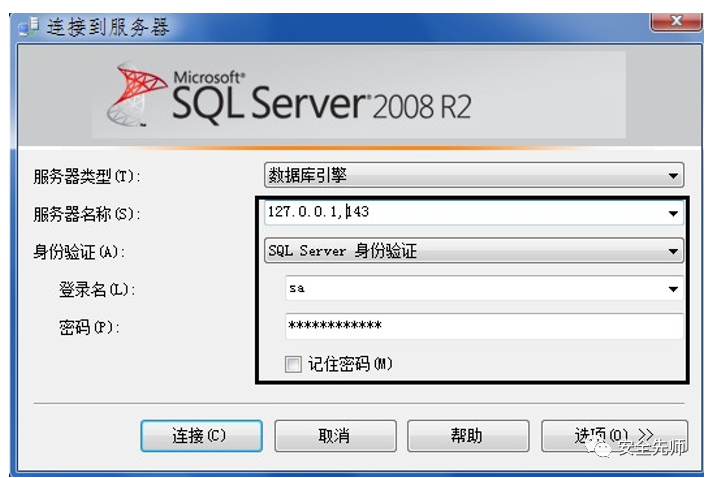 连接到服务器
Microsoft®
SQL Server® 2008 R2
服务器类型(T):
数据库引擎
服务器名称(S):
127.0.0.1,143
身份验证(A):
SQL Server 身份验证
登录名(L):
sa
密码(P):
************
记住密码(M)
连接(C)
取消
帮助
选项(O) >>
安全先师